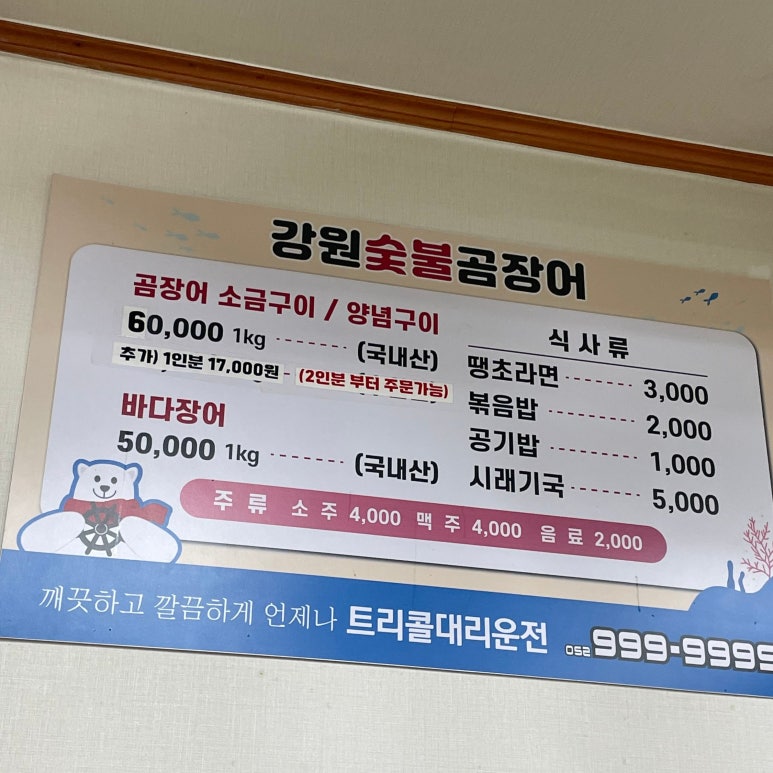 강원숯불곰장어
곰장어 소금구이 / 양념구이
60,000 1kg ------- (국내산)
추가) 1인분 17,000원 (2인분 부터 주문가능)
바다장어
50,000 1kg ------- (국내산)
식사류
땡초라면 ------- 3,000
볶음밥 ------- 2,000
공기밥 ------- 1,000
시래기국 ------- 5,000
주류 소주 4,000 맥주 4,000 음료 2,000
깨끗하고 깔끔하게 언제나 트리콜대리운전 052 999-9999